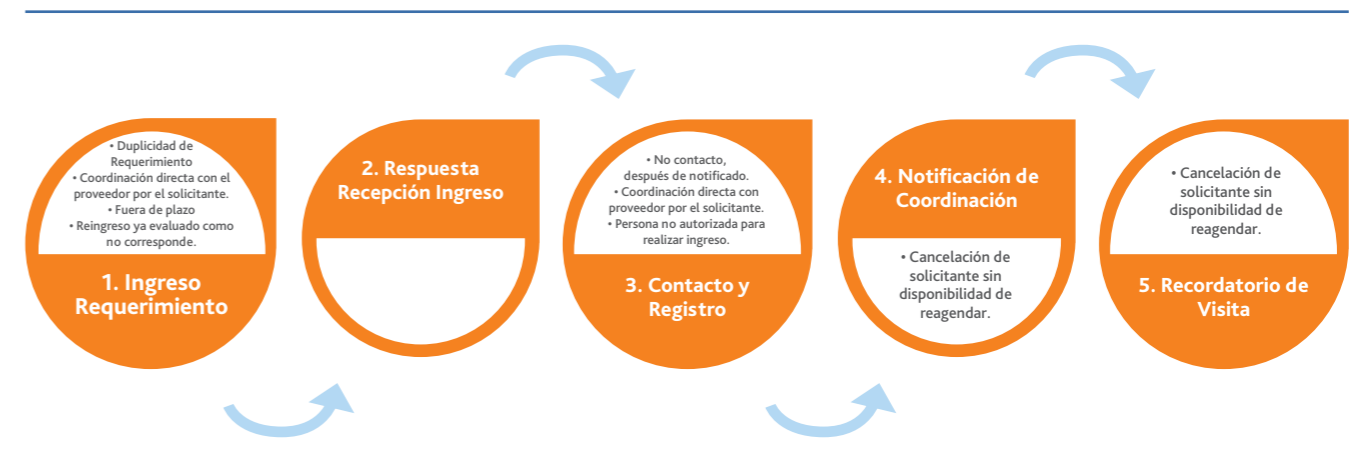 • Duplicidad de
Requerimiento
• Coordinación directa con el
proveedor por el solicitante.
• Fuera de plazo
• Reingreso ya evaluado como
no corresponde.
1. Ingreso
Requerimiento
2. Respuesta
Recepción Ingreso
• No contacto,
después de notificado.
• Coordinación directa con
proveedor por el solicitante.
• Persona no autorizada para
realizar ingreso.
3. Contacto y
Registro
4. Notificación de
Coordinación
• Cancelación de
solicitante sin
disponibilidad de
reagendar.
• Cancelación de
solicitante sin
disponibilidad de
reagendar.
5. Recordatorio de
Visita